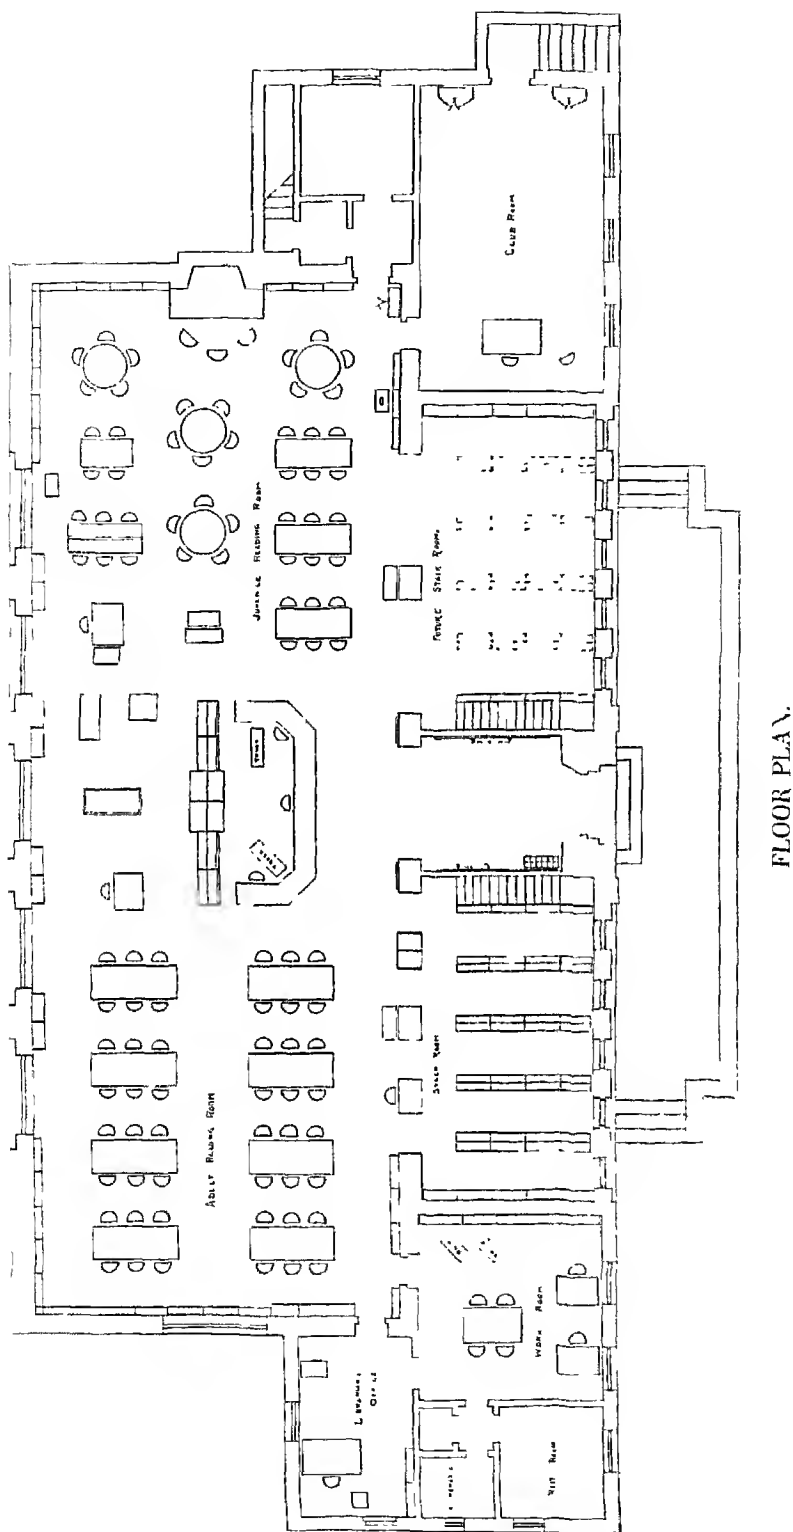 CLUB ROOM
JUVENILE READING ROOM
FUTURE STACK ROOM
ADULT READING ROOM
STACK ROOM
WORK ROOM
OFFICE
REST ROOM
FLOOR PLAN.